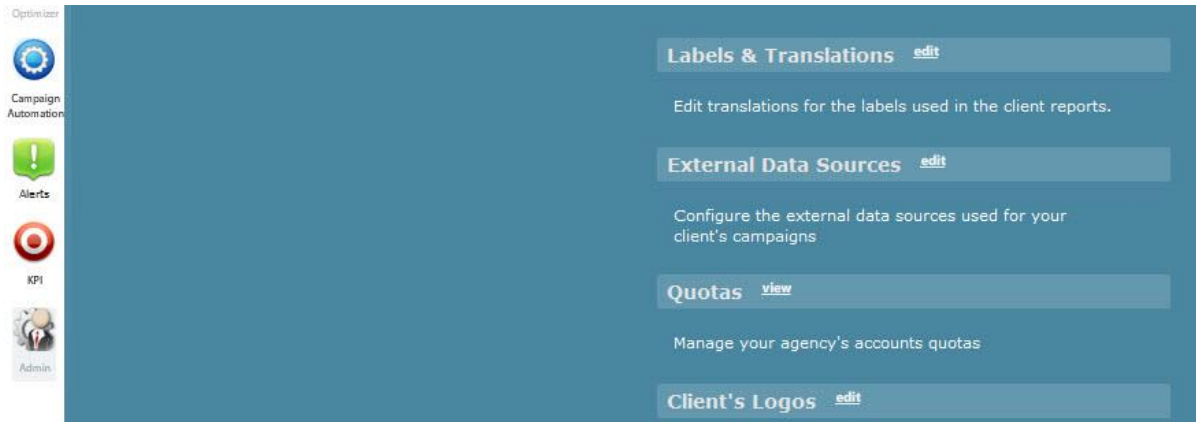 Optimizer
Campaign
Automation
Alerts
KPI
Admin
Labels & Translations edit
Edit translations for the labels used in the client reports.
External Data Sources edit
Configure the external data sources used for your
client's campaigns
Quotas view
Manage your agency's accounts quotas
Client's Logos edit